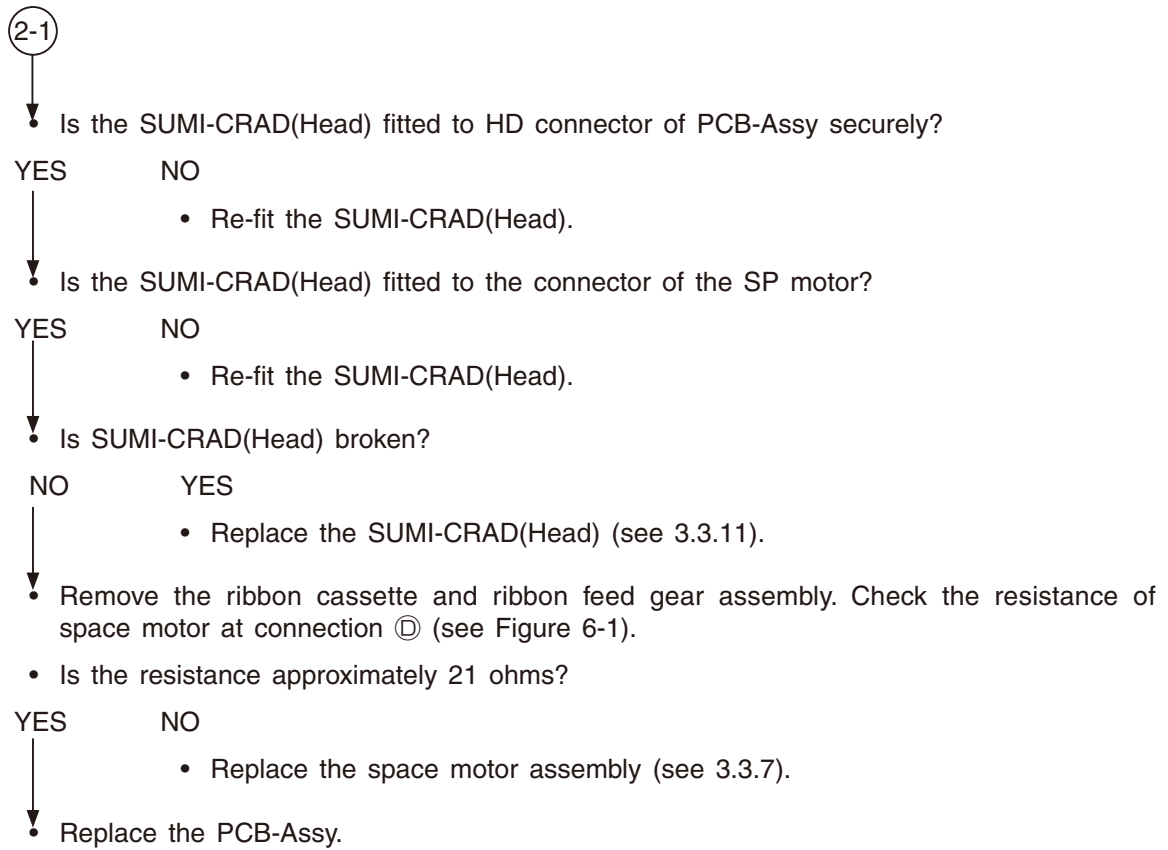 2-1
• Is the SUMI-CRAD(Head) fitted to HD connector of PCB-Assy securely?
YES NO
• Re-fit the SUMI-CRAD(Head).
• Is the SUMI-CRAD(Head) fitted to the connector of the SP motor?
YES NO
• Re-fit the SUMI-CRAD(Head).
• Is SUMI-CRAD(Head) broken?
NO YES
• Replace the SUMI-CRAD(Head) (see 3.3.11).
• Remove the ribbon cassette and ribbon feed gear assembly. Check the resistance of
space motor at connection Ⓓ (see Figure 6-1).
• Is the resistance approximately 21 ohms?
YES NO
• Replace the space motor assembly (see 3.3.7).
• Replace the PCB-Assy.